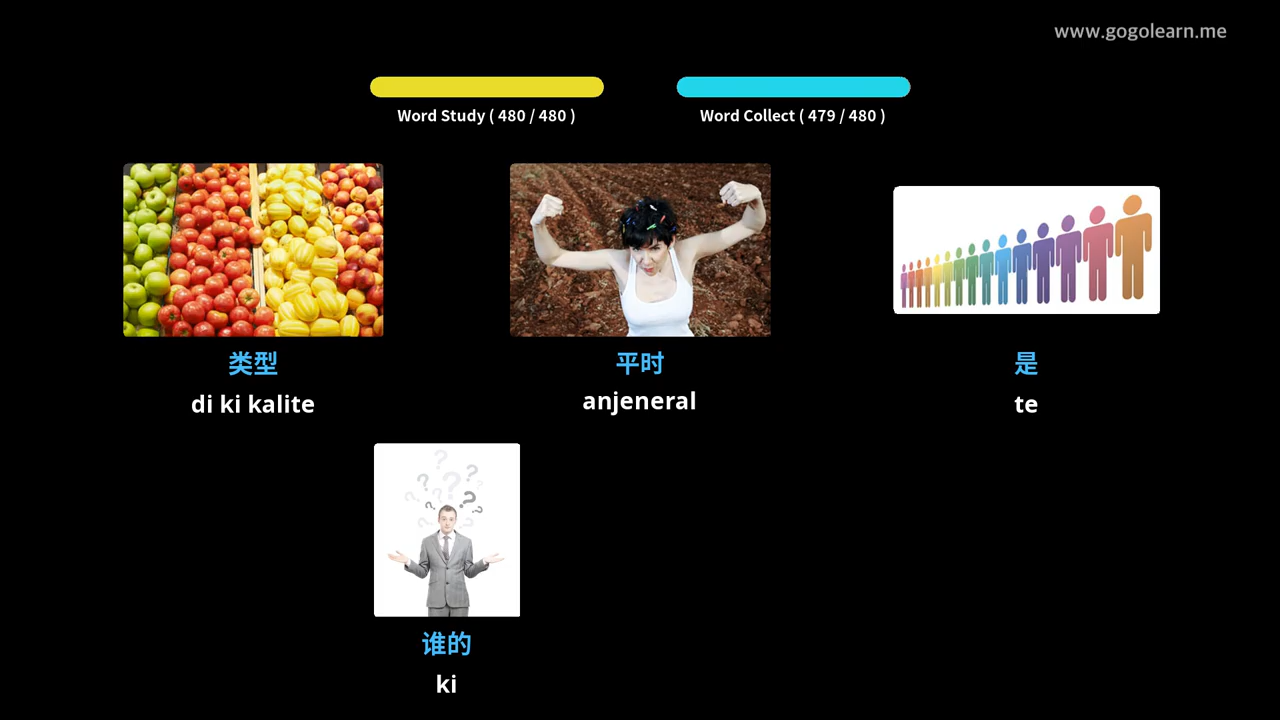 www.gogolearn.me
Word Study ( 480 / 480 )
Word Collect ( 479 / 480 )
类型
di ki kalite
平时
anjeneral
是
te
谁的
ki